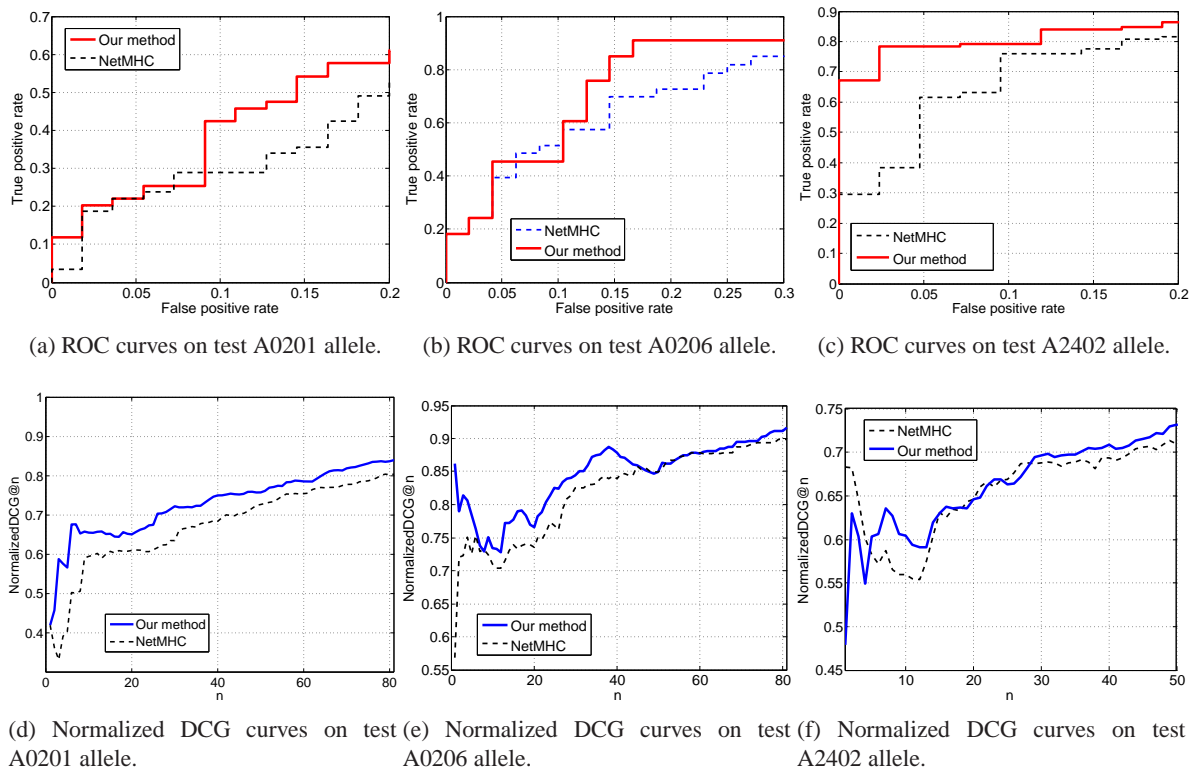 0.7
0.6
0.5
0.4
0.3
0.2
0.1
0
True positive rate
Our method
NetMHC
0 0.05 0.1 0.15 0.2
False positive rate
(a) ROC curves on test A0201 allele.
1
0.8
0.6
0.4
0.2
0
True positive rate
NetMHC
Our method
0 0.05 0.1 0.15 0.2 0.25 0.3
False positive rate
(b) ROC curves on test A0206 allele.
0.9
0.8
0.7
0.6
0.5
0.4
0.3
0.2
0.1
0
True positive rate
NetMHC
Our method
0 0.05 0.1 0.15 0.2
False positive rate
(c) ROC curves on test A2402 allele.
1
0.9
0.8
0.7
0.6
0.5
0.4
NormalizedDCG@n
Our method
NetMHC
0 20 40 60 80
n
(d) Normalized DCG curves on test
A0201 allele.
0.95
0.9
0.85
0.8
0.75
0.7
0.65
0.6
0.55
NormalizedDCG@n
Our method
NetMHC
0 20 40 60 80
n
(e) Normalized DCG curves on test
A0206 allele.
0.75
0.7
0.65
0.6
0.55
0.5
0.45
NormalizedDCG@n
NetMHC
Our method
10 20 30 40 50
n
(f) Normalized DCG curves on test
A2402 allele.